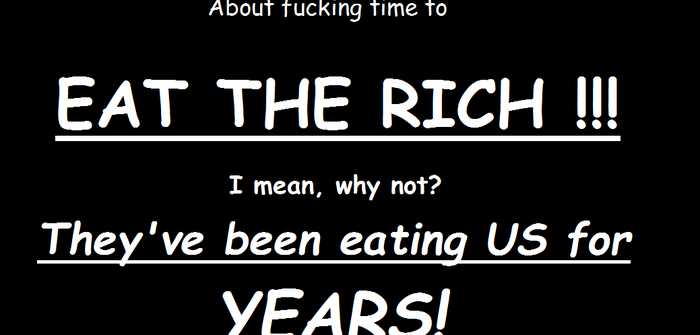 About fucking time to
EAT THE RICH !!!
I mean, why not?
They've been eating US for
YEARS!